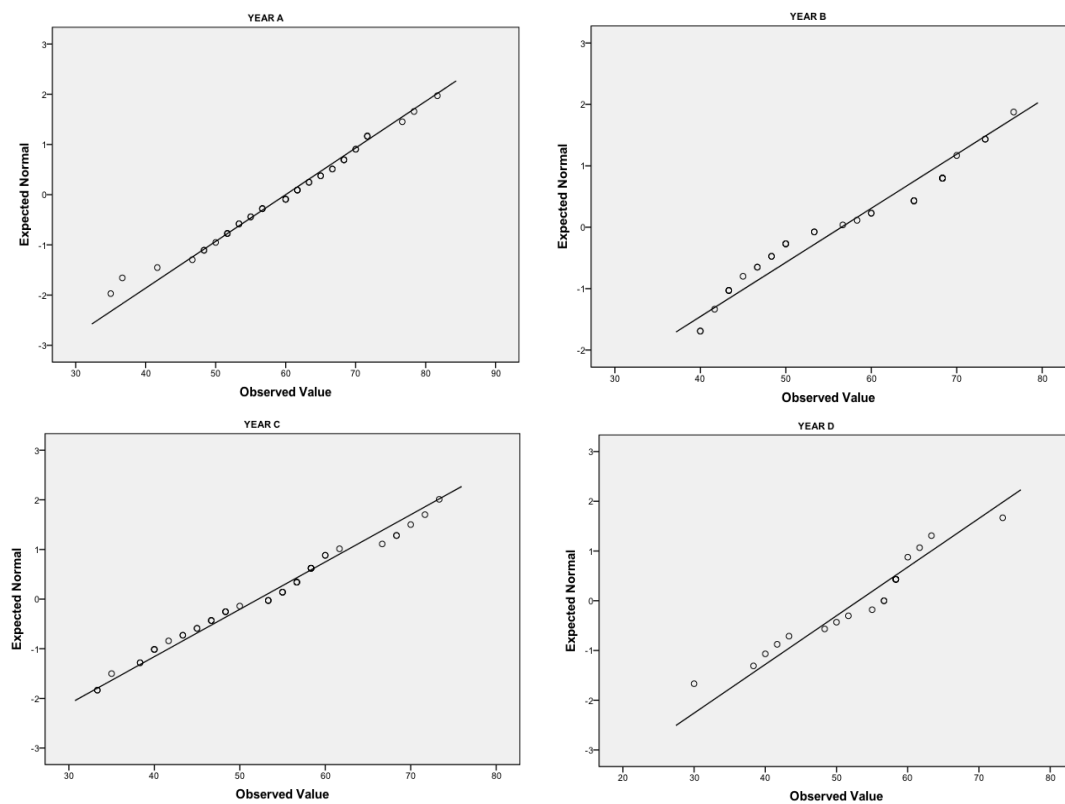 YEAR A
3
2
1
0
-1
-2
-3
Expected Normal
30 40 50 60 70 80 90
Observed Value
YEAR B
3
2
1
0
-1
-2
Expected Normal
30 40 50 60 70 80
Observed Value
YEAR C
3
2
1
0
-1
-2
-3
Expected Normal
30 40 50 60 70 80
Observed Value
YEAR D
3
2
1
0
-1
-2
-3
Expected Normal
20 30 40 50 60 70 80
Observed Value